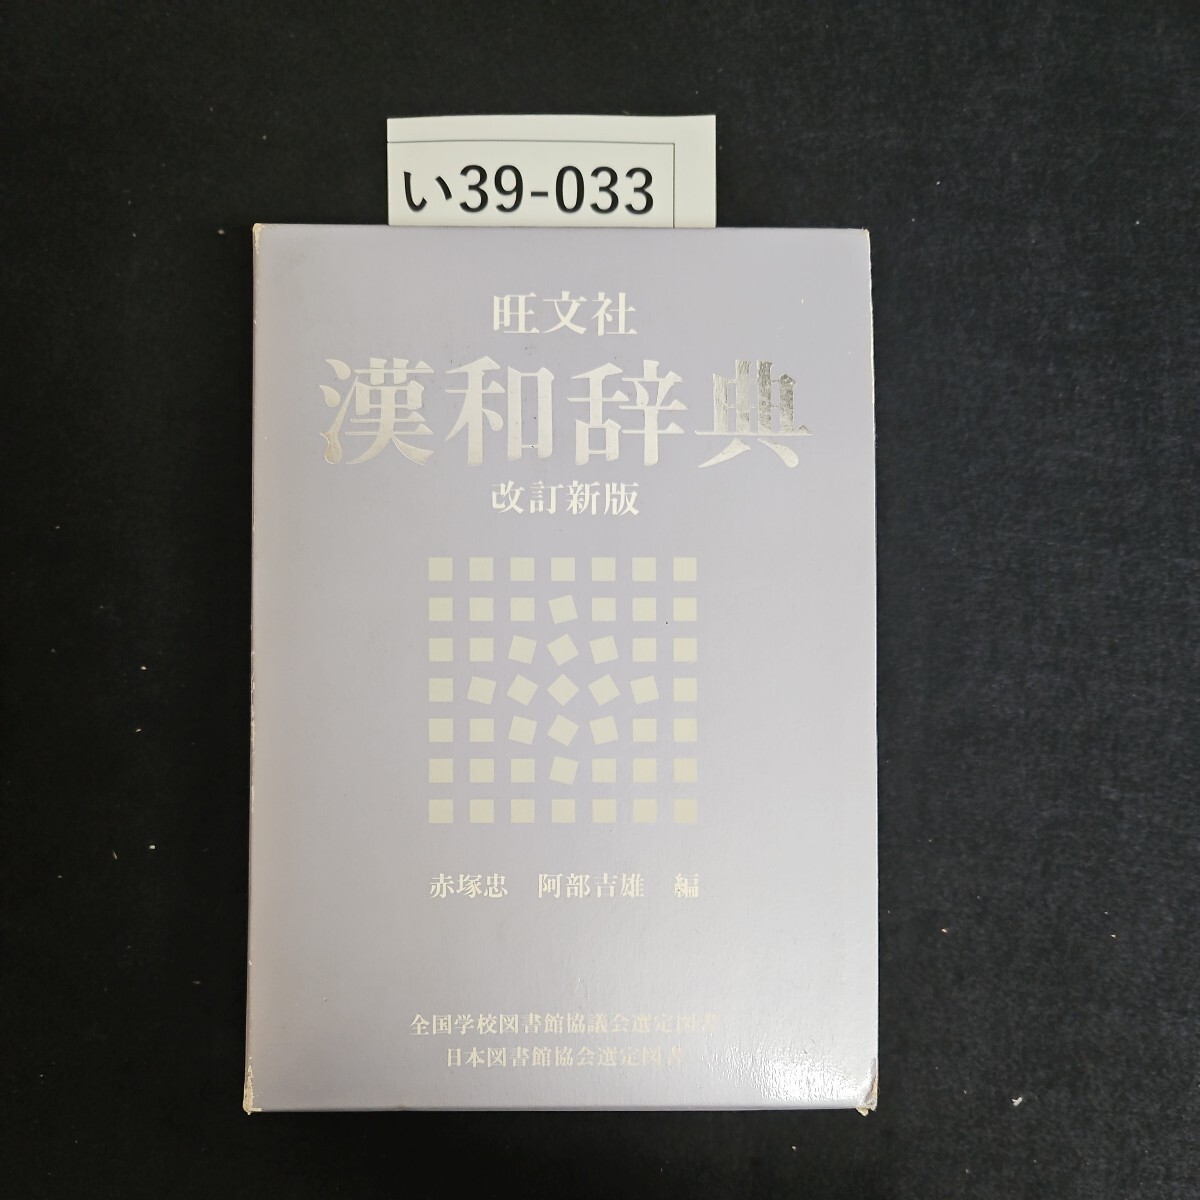 い39-033
旺文社
漢和辞典
改訂新版
赤塚忠　阿部吉雄　編
全国学校図書館協議会選定図書
日本図書館協会選定図書